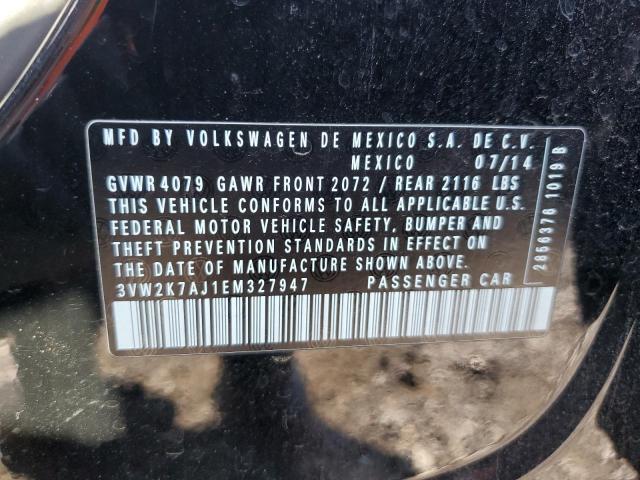 MFD BY VOLKSWAGEN DE MEXICO S.A. DE C.V.
MEXICO 07/14
GVWR 4079 GAWR FRONT 2072 / REAR 2116 LBS
THIS VEHICLE CONFORMS TO ALL APPLICABLE U.S.
FEDERAL MOTOR VEHICLE SAFETY, BUMPER AND
THEFT PREVENTION STANDARDS IN EFFECT ON
THE DATE OF MANUFACTURE SHOWN ABOVE.
3VW2K7AJ1EM327947 PASSENGER CAR
2856378 1019 B